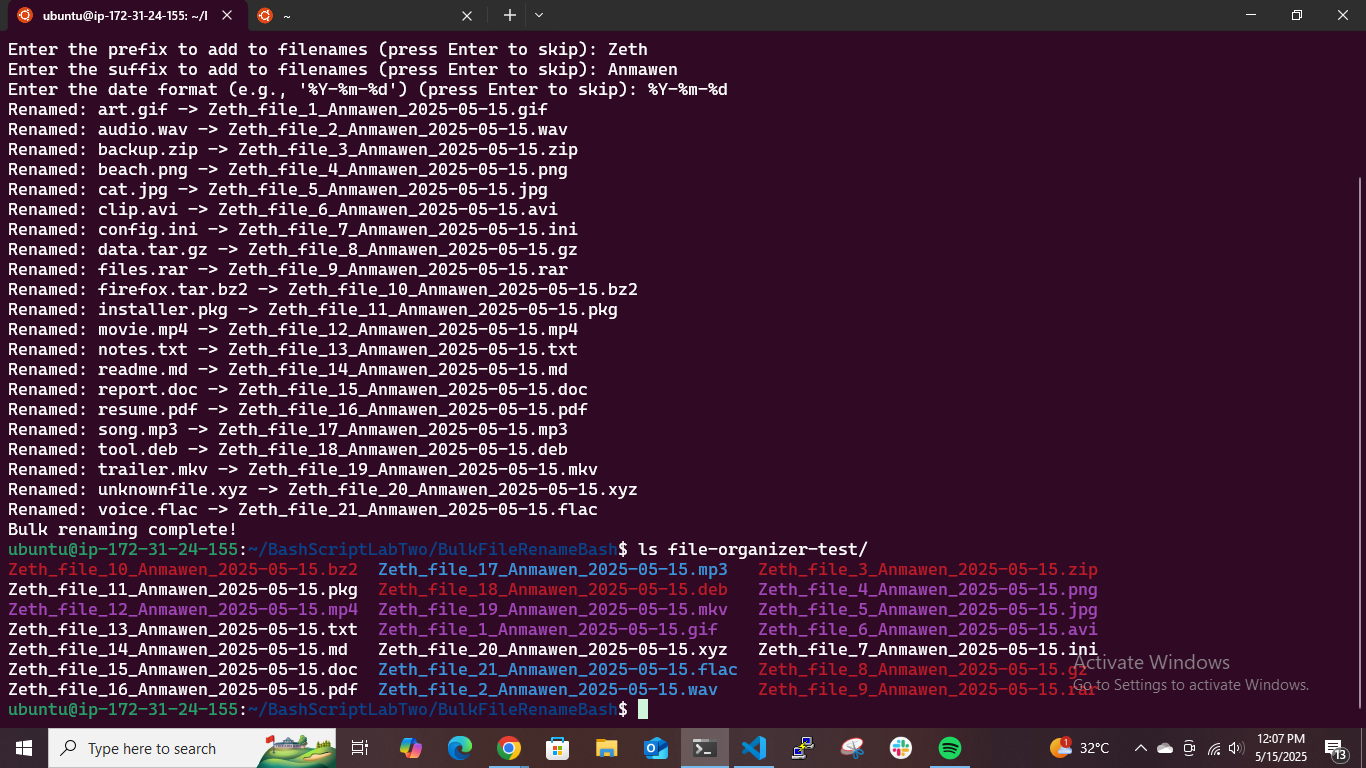 ubuntu@ip-172-31-24-155: ~/l
~
Enter the prefix to add to filenames (press Enter to skip): Zeth
Enter the suffix to add to filenames (press Enter to skip): Anmawen
Enter the date format (e.g., '%Y-%m-%d') (press Enter to skip): %Y-%m-%d
Renamed: art.gif -> Zeth_file_1_Anmawen_2025-05-15.gif
Renamed: audio.wav -> Zeth_file_2_Anmawen_2025-05-15.wav
Renamed: backup.zip -> Zeth_file_3_Anmawen_2025-05-15.zip
Renamed: beach.png -> Zeth_file_4_Anmawen_2025-05-15.png
Renamed: cat.jpg -> Zeth_file_5_Anmawen_2025-05-15.jpg
Renamed: clip.avi -> Zeth_file_6_Anmawen_2025-05-15.avi
Renamed: config.ini -> Zeth_file_7_Anmawen_2025-05-15.ini
Renamed: data.tar.gz -> Zeth_file_8_Anmawen_2025-05-15.gz
Renamed: files.rar -> Zeth_file_9_Anmawen_2025-05-15.rar
Renamed: firefox.tar.bz2 -> Zeth_file_10_Anmawen_2025-05-15.bz2
Renamed: installer.pkg -> Zeth_file_11_Anmawen_2025-05-15.pkg
Renamed: movie.mp4 -> Zeth_file_12_Anmawen_2025-05-15.mp4
Renamed: notes.txt -> Zeth_file_13_Anmawen_2025-05-15.txt
Renamed: readme.md -> Zeth_file_14_Anmawen_2025-05-15.md
Renamed: report.doc -> Zeth_file_15_Anmawen_2025-05-15.doc
Renamed: resume.pdf -> Zeth_file_16_Anmawen_2025-05-15.pdf
Renamed: song.mp3 -> Zeth_file_17_Anmawen_2025-05-15.mp3
Renamed: tool.deb -> Zeth_file_18_Anmawen_2025-05-15.deb
Renamed: trailer.mkv -> Zeth_file_19_Anmawen_2025-05-15.mkv
Renamed: unknownfile.xyz -> Zeth_file_20_Anmawen_2025-05-15.xyz
Renamed: voice.flac -> Zeth_file_21_Anmawen_2025-05-15.flac
Bulk renaming complete!
ubuntu@ip-172-31-24-155:~/BashScriptLabTwo/BulkFileRenameBash$ ls file-organizer-test/
Zeth_file_10_Anmawen_2025-05-15.bz2 Zeth_file_17_Anmawen_2025-05-15.mp3 Zeth_file_3_Anmawen_2025-05-15.zip
Zeth_file_11_Anmawen_2025-05-15.pkg Zeth_file_18_Anmawen_2025-05-15.deb Zeth_file_4_Anmawen_2025-05-15.png
Zeth_file_12_Anmawen_2025-05-15.mp4 Zeth_file_19_Anmawen_2025-05-15.mkv Zeth_file_5_Anmawen_2025-05-15.jpg
Zeth_file_13_Anmawen_2025-05-15.txt Zeth_file_1_Anmawen_2025-05-15.gif Zeth_file_6_Anmawen_2025-05-15.avi
Zeth_file_14_Anmawen_2025-05-15.md Zeth_file_20_Anmawen_2025-05-15.xyz Zeth_file_7_Anmawen_2025-05-15.ini
Zeth_file_15_Anmawen_2025-05-15.doc Zeth_file_21_Anmawen_2025-05-15.flac Zeth_file_8_Anmawen_2025-05-15.gz
Zeth_file_16_Anmawen_2025-05-15.pdf Zeth_file_2_Anmawen_2025-05-15.wav Zeth_file_9_Anmawen_2025-05-15.rar
ubuntu@ip-172-31-24-155:~/BashScriptLabTwo/BulkFileRenameBash$
Activate Windows
Go to Settings to activate Windows.
Type here to search
1
32°C
12:07 PM
5/15/2025
13